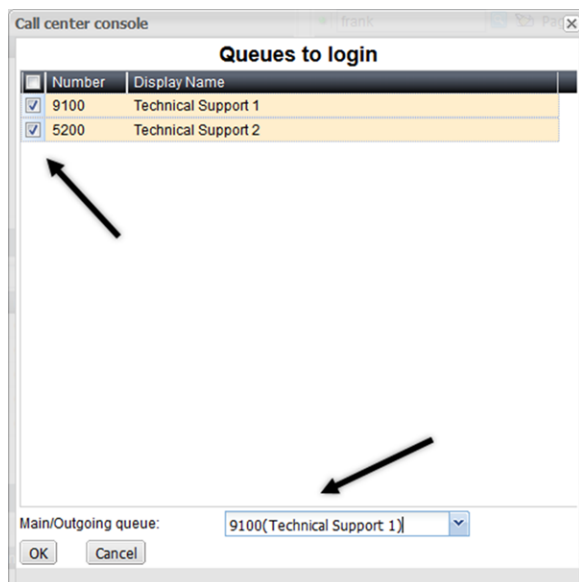 Call center console
frank
Queues to login
Number Display Name
9100 Technical Support 1
5200 Technical Support 2
Main/Outgoing queue: 9100(Technical Support 1)
OK Cancel